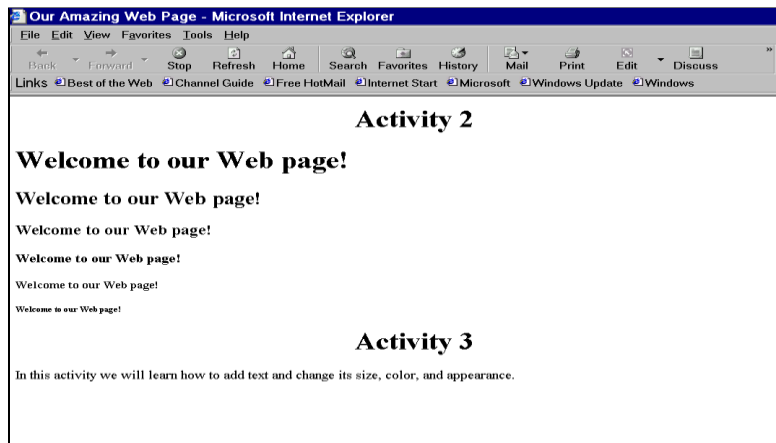 Our Amazing Web Page - Microsoft Internet Explorer
File Edit View Favorites Tools Help
Back Forward Stop Refresh Home Search Favorites History Mail Print Edit Discuss »
Links Best of the Web Channel Guide Free HotMail Internet Start Microsoft Windows Update Windows
Activity 2
Welcome to our Web page!
Welcome to our Web page!
Welcome to our Web page!
Welcome to our Web page!
Welcome to our Web page!
Welcome to our Web page!
Activity 3
In this activity we will learn how to add text and change its size, color, and appearance.